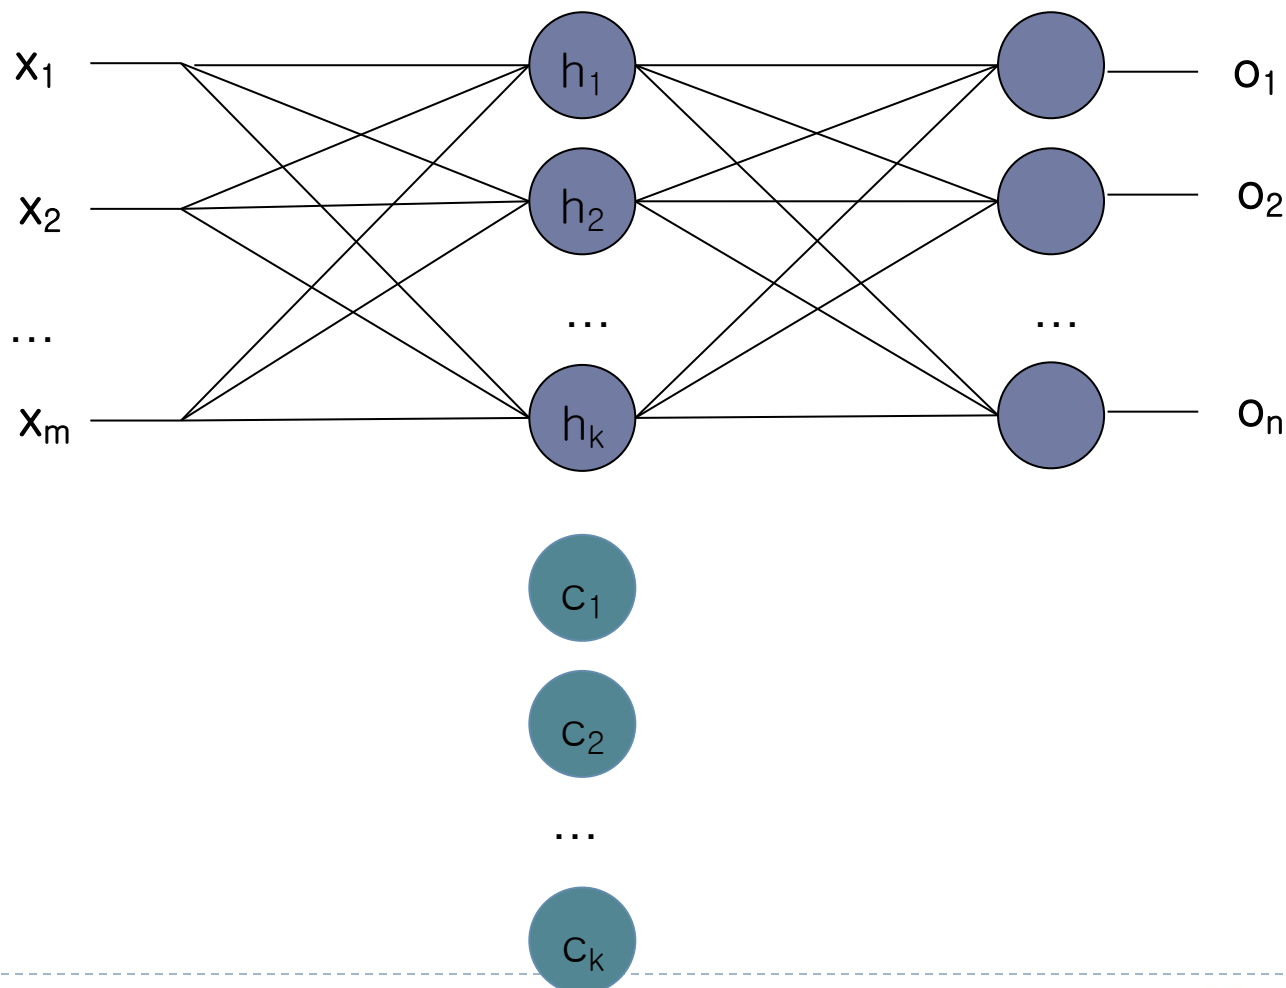 x₁ h₁ o₁
x₂ h₂ o₂
... ... ...
xₘ hₖ oₙ
c₁
c₂
...
cₖ